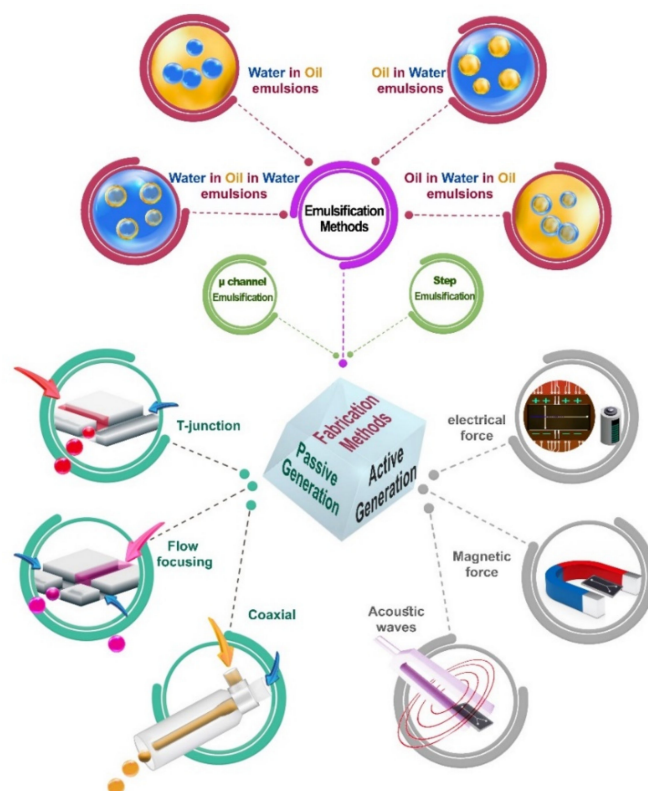 Water in Oil
emulsions
Oil in Water
emulsions
Water in Oil in Water
emulsions
Oil in Water in Oil
emulsions
Emulsification
Methods
µ channel
Emulsification
Step
Emulsification
Fabrication
Methods
Passive
Generation
Active
Generation
T-junction
electrical
force
Flow
focusing
Magnetic
force
Coaxial
Acoustic
waves